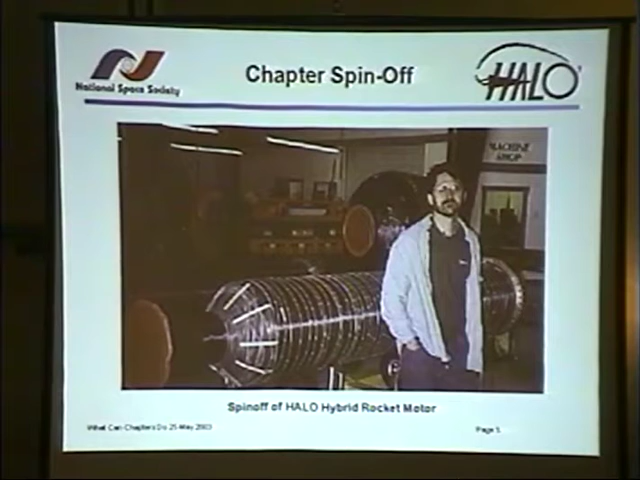 Chapter Spin-Off
National Space Society
HALO
MACHINE
SHOP
Spinoff of HALO Hybrid Rocket Motor
What Can Chapters Do 25 May 2003
Page 5